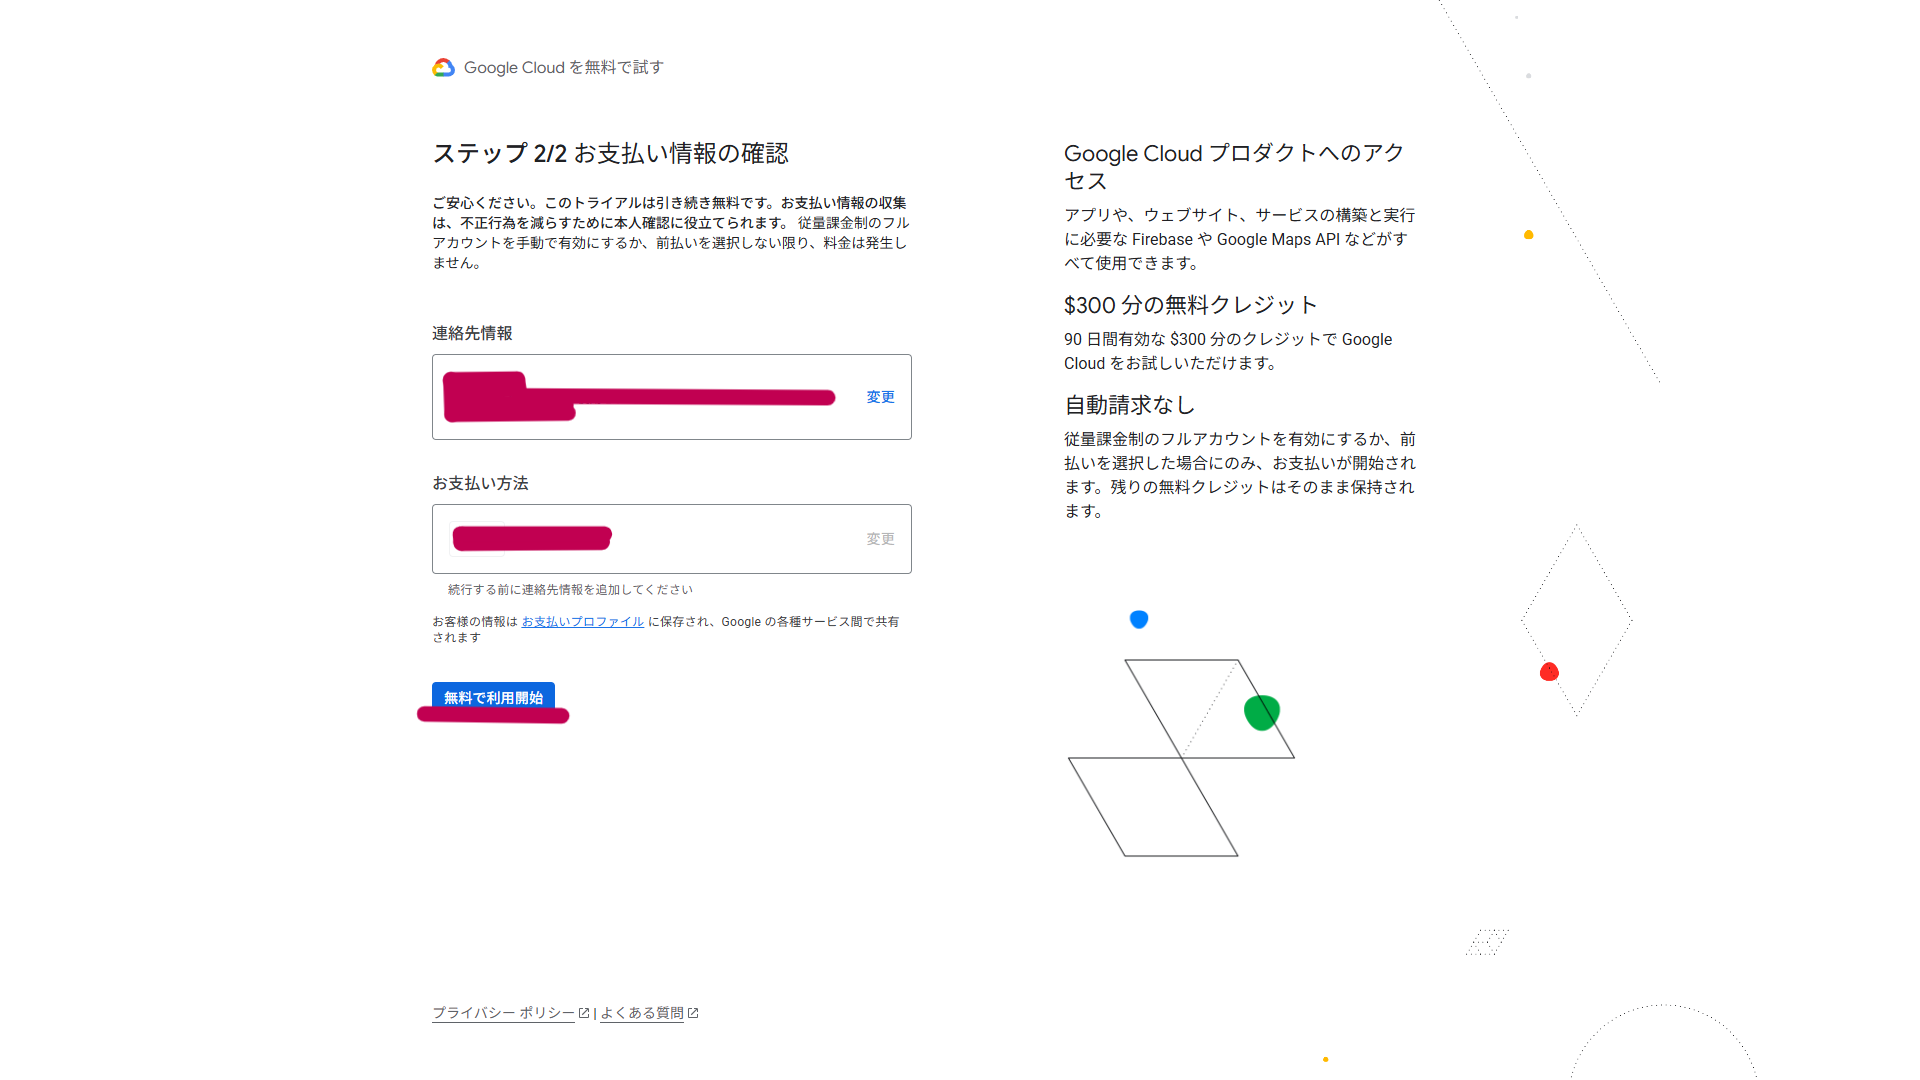 Google Cloud を無料で試す
ステップ 2/2 お支払い情報の確認
ご安心ください。このトライアルは引き続き無料です。お支払い情報の収集
は、不正行為を減らすために本人確認に役立てられます。 従量課金制のフル
アカウントを手動で有効にするか、前払いを選択しない限り、料金は発生し
ません。
連絡先情報
変更
お支払い方法
変更
続行する前に連絡先情報を追加してください
お客様の情報は お支払いプロファイル に保存され、Google の各種サービス間で共有
されます
無料で利用開始
Google Cloud プロダクトへのアク
セス
アプリや、ウェブサイト、サービスの構築と実行
に必要な Firebase や Google Maps API などがす
べて使用できます。
$300 分の無料クレジット
90 日間有効な $300 分のクレジットで Google
Cloud をお試しいただけます。
自動請求なし
従量課金制のフルアカウントを有効にするか、前
払いを選択した場合にのみ、お支払いが開始され
ます。残りの無料クレジットはそのまま保持され
ます。
プライバシー ポリシー | よくある質問